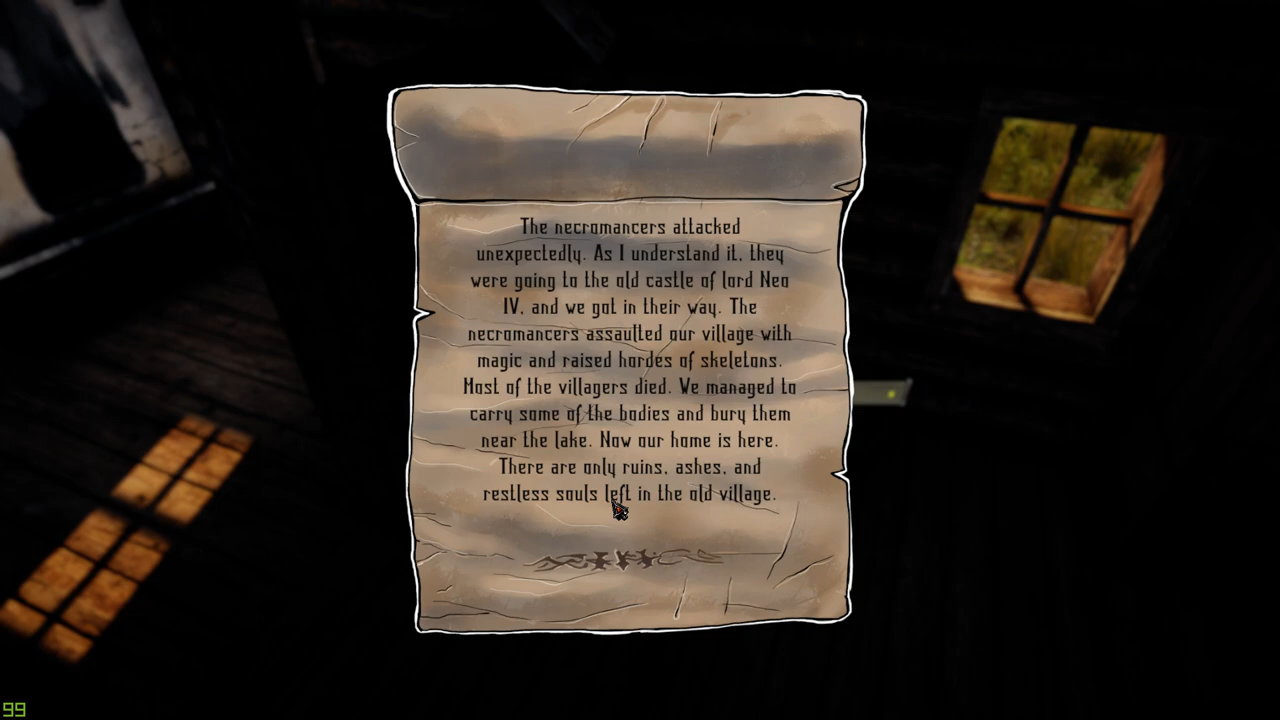 The necromancers attacked
unexpectedly. As I understand it, they
were going to the old castle of lord Neo
IV, and we got in their way. The
necromancers assaulted our village with
magic and raised hordes of skeletons.
Most of the villagers died. We managed to
carry some of the bodies and bury them
near the lake. Now our home is here.
There are only ruins, ashes, and
restless souls left in the old village.
99